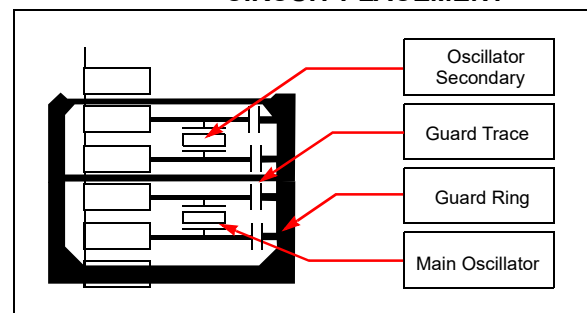 Oscillator
Secondary
Guard Trace
Guard Ring
Main Oscillator